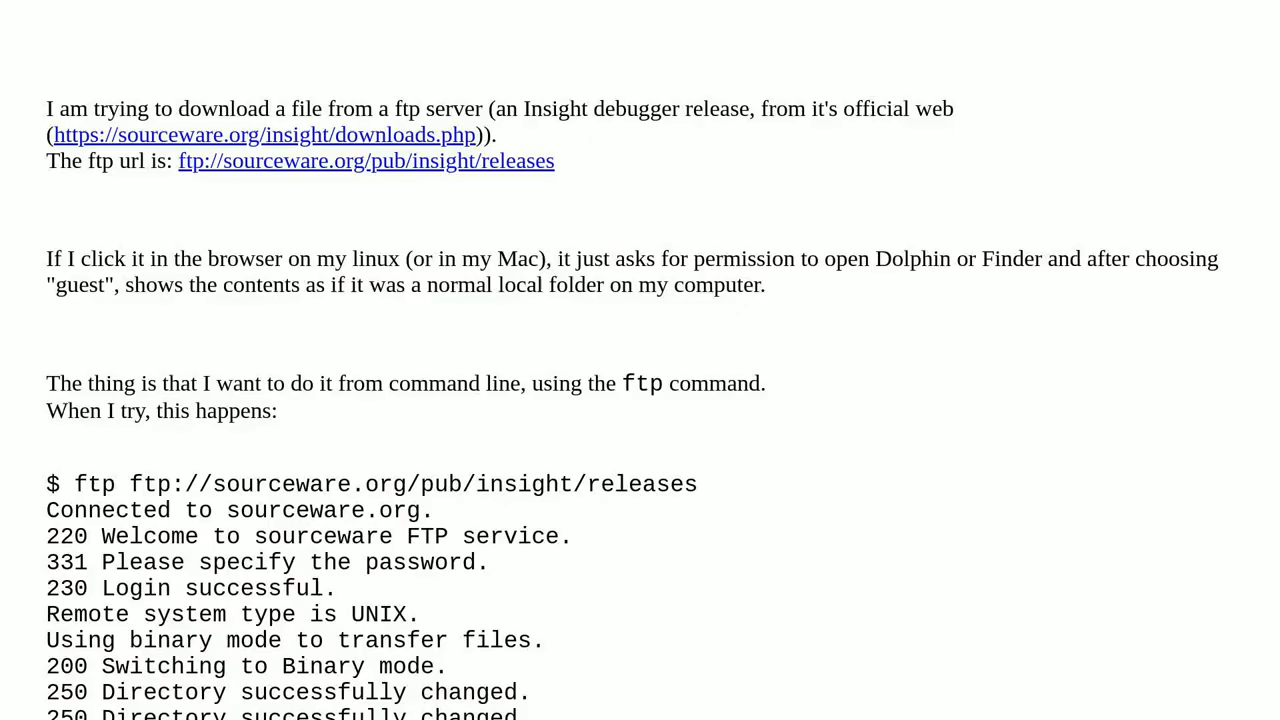 I am trying to download a file from a ftp server (an Insight debugger release, from it's official web
(https://sourceware.org/insight/downloads.php)).
The ftp url is: ftp://sourceware.org/pub/insight/releases
If I click it in the browser on my linux (or in my Mac), it just asks for permission to open Dolphin or Finder and after choosing
"guest", shows the contents as if it was a normal local folder on my computer.
The thing is that I want to do it from command line, using the ftp command.
When I try, this happens:
$ ftp ftp://sourceware.org/pub/insight/releases
Connected to sourceware.org.
220 Welcome to sourceware FTP service.
331 Please specify the password.
230 Login successful.
Remote system type is UNIX.
Using binary mode to transfer files.
200 Switching to Binary mode.
250 Directory successfully changed.
250 Directory successfully changed.